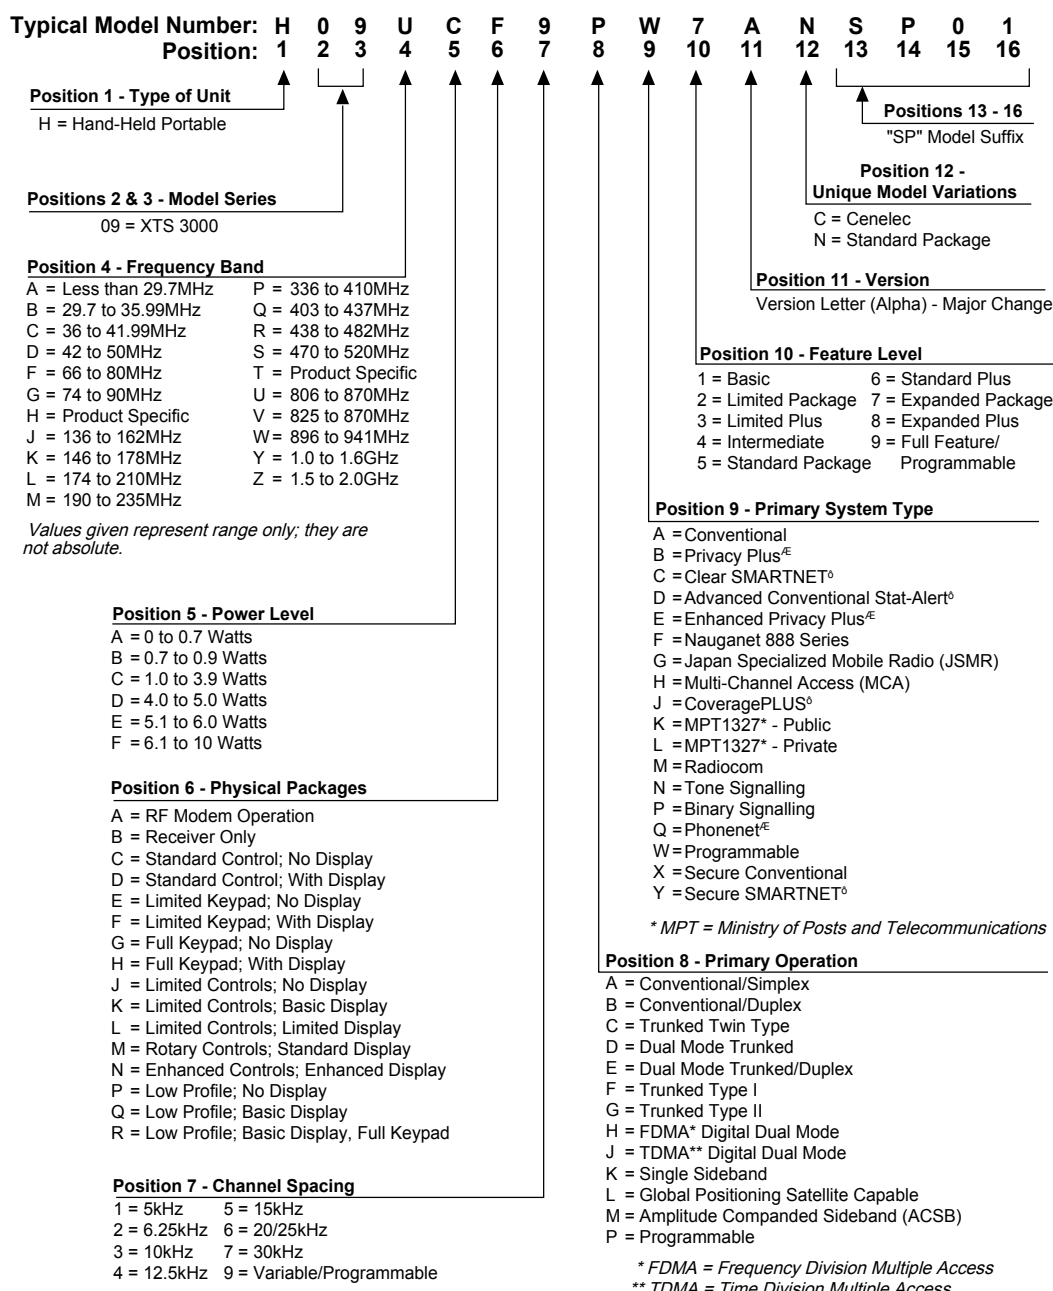 Typical Model Number: H 0 9 U C F 9 P W 7 A N S P 0 1
Position: 1 2 3 4 5 6 7 8 9 10 11 12 13 14 15 16
Position 1 - Type of Unit
H = Hand-Held Portable
Positions 2 & 3 - Model Series
09 = XTS 3000
Position 4 - Frequency Band
A = Less than 29.7MHz P = 336 to 410MHz
B = 29.7 to 35.99MHz Q = 403 to 437MHz
C = 36 to 41.99MHz R = 438 to 482MHz
D = 42 to 50MHz S = 470 to 520MHz
F = 66 to 80MHz T = Product Specific
G = 74 to 90MHz U = 806 to 870MHz
H = Product Specific V = 825 to 870MHz
J = 136 to 162MHz W = 896 to 941MHz
K = 146 to 178MHz Y = 1.0 to 1.6GHz
L = 174 to 210MHz Z = 1.5 to 2.0GHz
M = 190 to 235MHz
Values given represent range only; they are
not absolute.
Position 5 - Power Level
A = 0 to 0.7 Watts
B = 0.7 to 0.9 Watts
C = 1.0 to 3.9 Watts
D = 4.0 to 5.0 Watts
E = 5.1 to 6.0 Watts
F = 6.1 to 10 Watts
Position 6 - Physical Packages
A = RF Modem Operation
B = Receiver Only
C = Standard Control; No Display
D = Standard Control; With Display
E = Limited Keypad; No Display
F = Limited Keypad; With Display
G = Full Keypad; No Display
H = Full Keypad; With Display
J = Limited Controls; No Display
K = Limited Controls; Basic Display
L = Limited Controls; Limited Display
M = Rotary Controls; Standard Display
N = Enhanced Controls; Enhanced Display
P = Low Profile; No Display
Q = Low Profile; Basic Display
R = Low Profile; Basic Display, Full Keypad
Position 7 - Channel Spacing
1 = 5kHz 5 = 15kHz
2 = 6.25kHz 6 = 20/25kHz
3 = 10kHz 7 = 30kHz
4 = 12.5kHz 9 = Variable/Programmable
Positions 13 - 16
"SP" Model Suffix
Position 12 -
Unique Model Variations
C = Cenelec
N = Standard Package
Position 11 - Version
Version Letter (Alpha) - Major Change
Position 10 - Feature Level
1 = Basic 6 = Standard Plus
2 = Limited Package 7 = Expanded Package
3 = Limited Plus 8 = Expanded Plus
4 = Intermediate 9 = Full Feature/
5 = Standard Package Programmable
Position 9 - Primary System Type
A = Conventional
B = Privacy PlusÆ
C = Clear SMARTNETô
D = Advanced Conventional Stat-Alertô
E = Enhanced Privacy PlusÆ
F = Nauganet 888 Series
G = Japan Specialized Mobile Radio (JSMR)
H = Multi-Channel Access (MCA)
J = CoveragePLUSô
K = MPT1327* - Public
L = MPT1327* - Private
M = Radiocom
N = Tone Signalling
P = Binary Signalling
Q = PhonenetÆ
W = Programmable
X = Secure Conventional
Y = Secure SMARTNETô
* MPT = Ministry of Posts and Telecommunications
Position 8 - Primary Operation
A = Conventional/Simplex
B = Conventional/Duplex
C = Trunked Twin Type
D = Dual Mode Trunked
E = Dual Mode Trunked/Duplex
F = Trunked Type I
G = Trunked Type II
H = FDMA* Digital Dual Mode
J = TDMA** Digital Dual Mode
K = Single Sideband
L = Global Positioning Satellite Capable
M = Amplitude Companded Sideband (ACSB)
P = Programmable
* FDMA = Frequency Division Multiple Access
** TDMA = Time Division Multiple Access